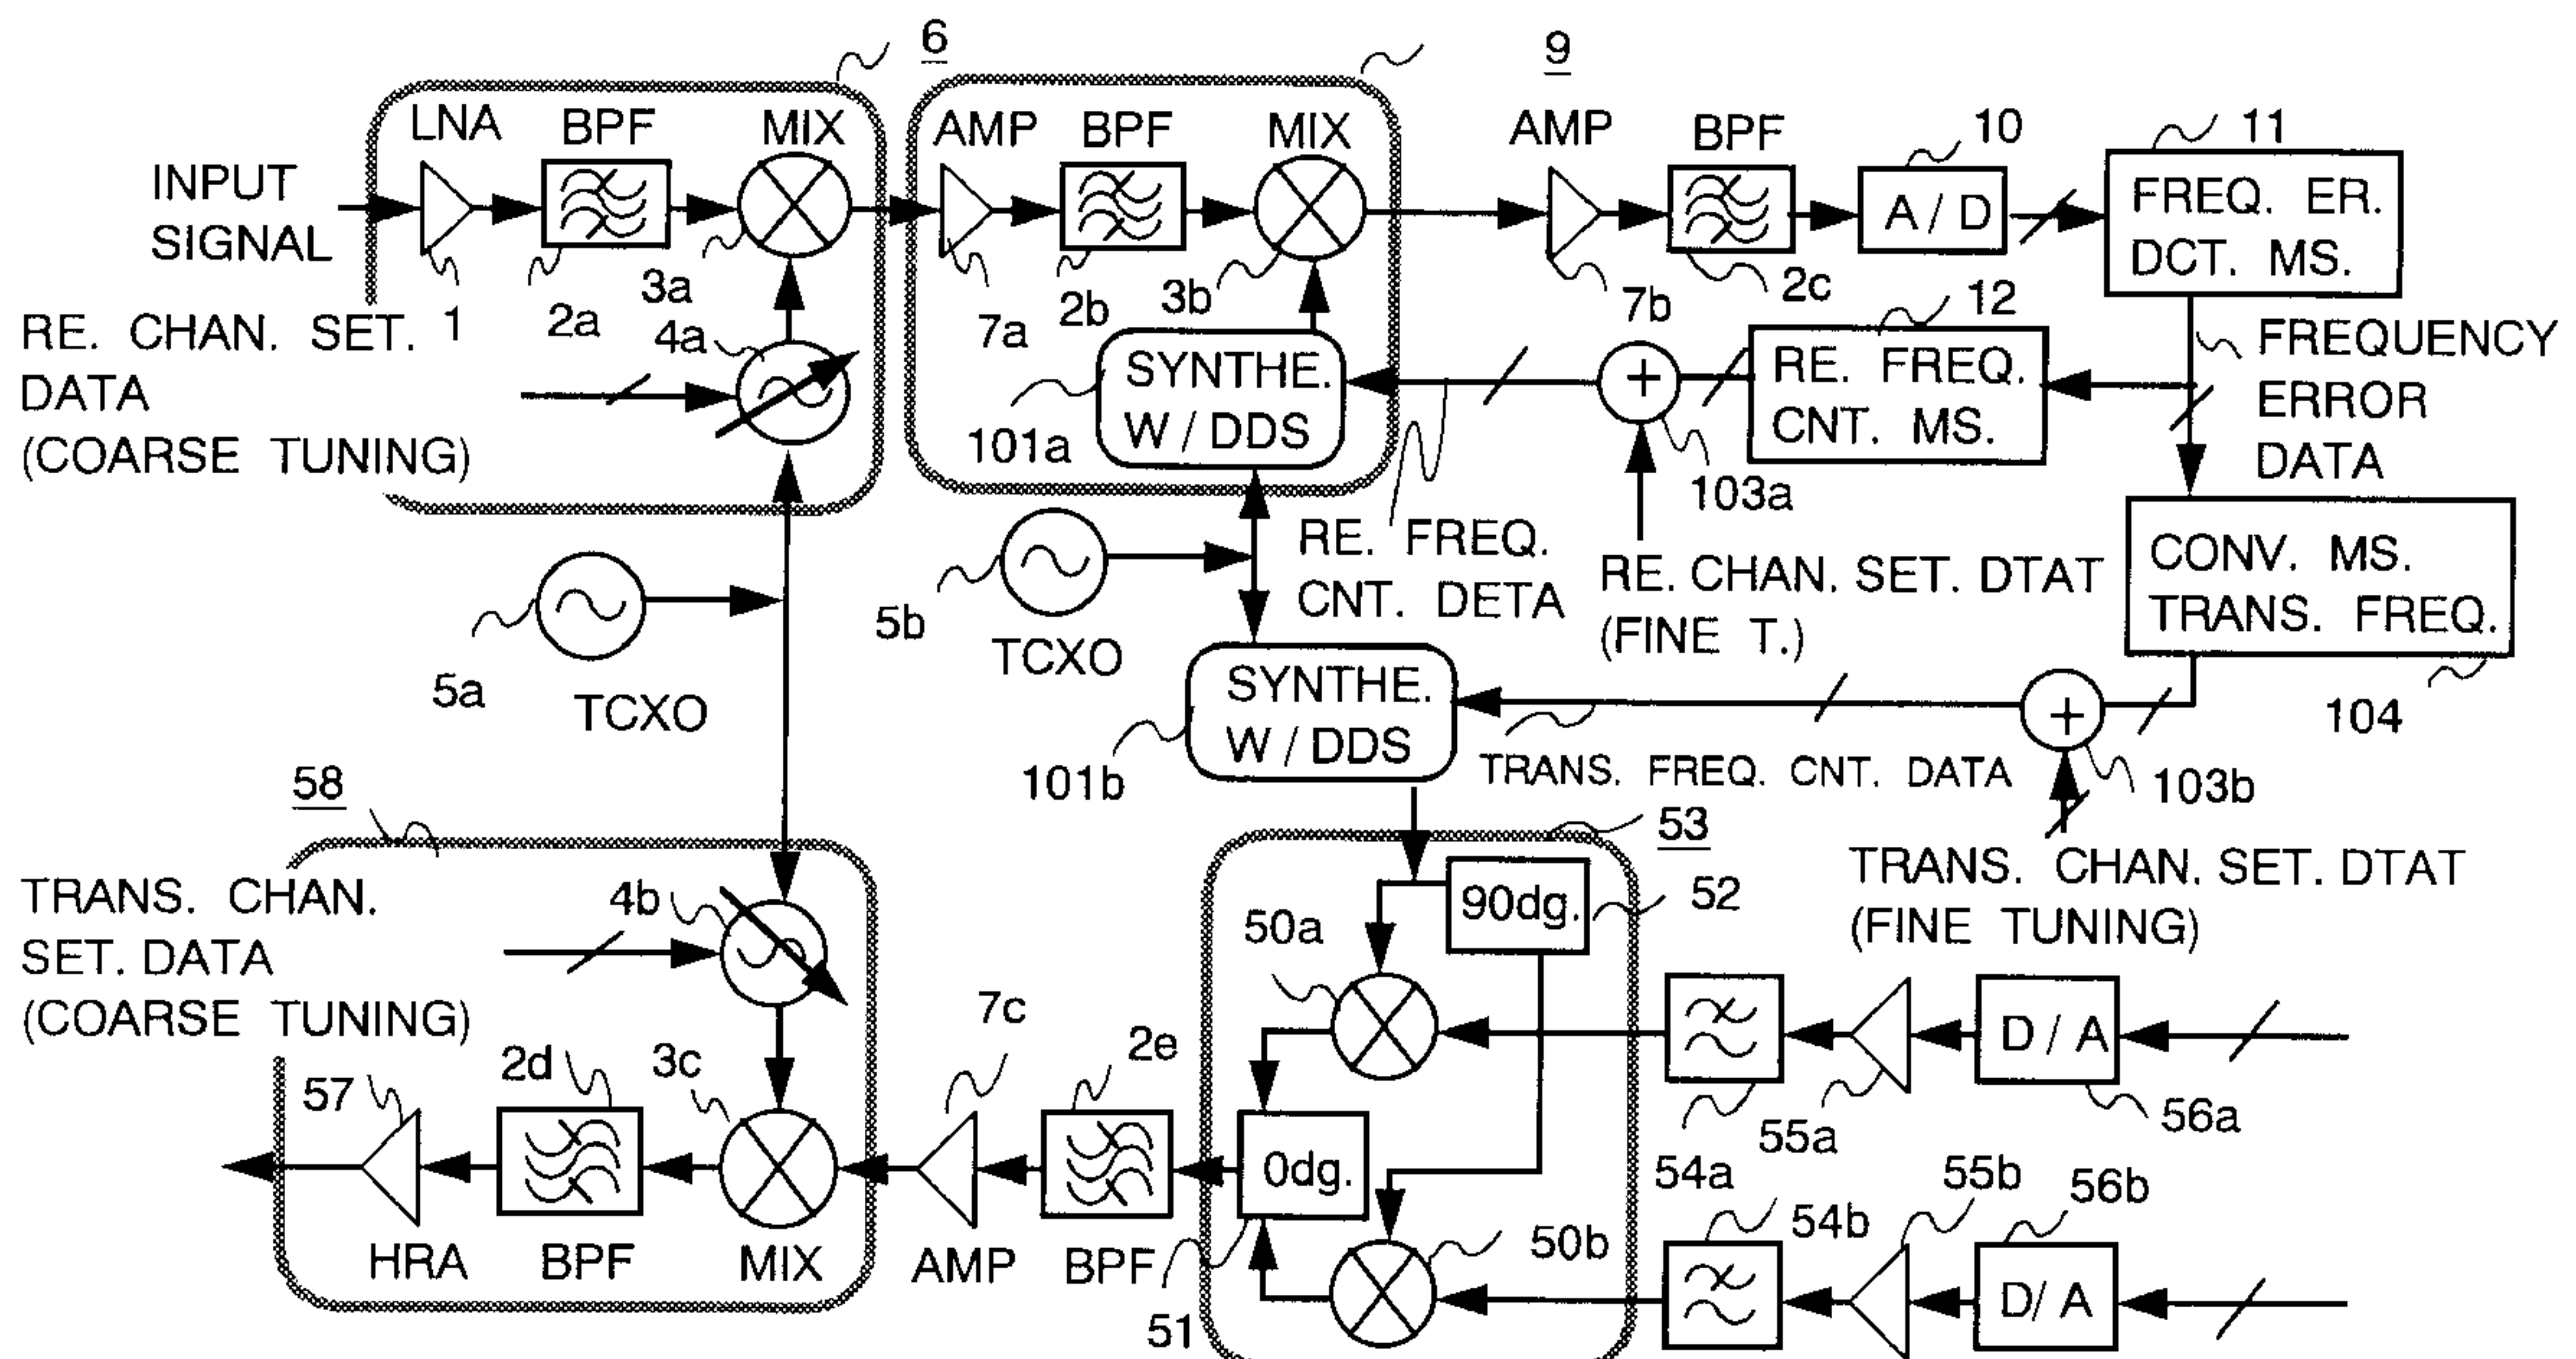 6
9
LNA
BPF
MIX
AMP
BPF
MIX
AMP
BPF
10
11
INPUT
SIGNAL
A / D
FREQ. ER.
DCT. MS.
3a
1
2a
4a
7a
2b
3b
7b
2c
12
RE. CHAN. SET.
DATA
(COARSE TUNING)
SYNTHE.
W / DDS
101a
+
103a
RE. FREQ.
CNT. MS.
FREQUENCY
ERROR
DATA
5a
TCXO
5b
TCXO
RE. FREQ.
CNT. DETA
RE. CHAN. SET. DTAT
(FINE T.)
CONV. MS.
TRANS. FREQ.
104
SYNTHE.
W / DDS
101b
TRANS. FREQ. CNT. DATA
+
103b
58
53
TRANS. CHAN. SET. DTAT
(FINE TUNING)
TRANS. CHAN.
SET. DATA
(COARSE TUNING)
4b
50a
90dg.
52
57
2d
3c
7c
2e
0dg.
D / A
54a
55a
56a
HRA
BPF
MIX
AMP
BPF
51
50b
54b
55b
56b
D/ A